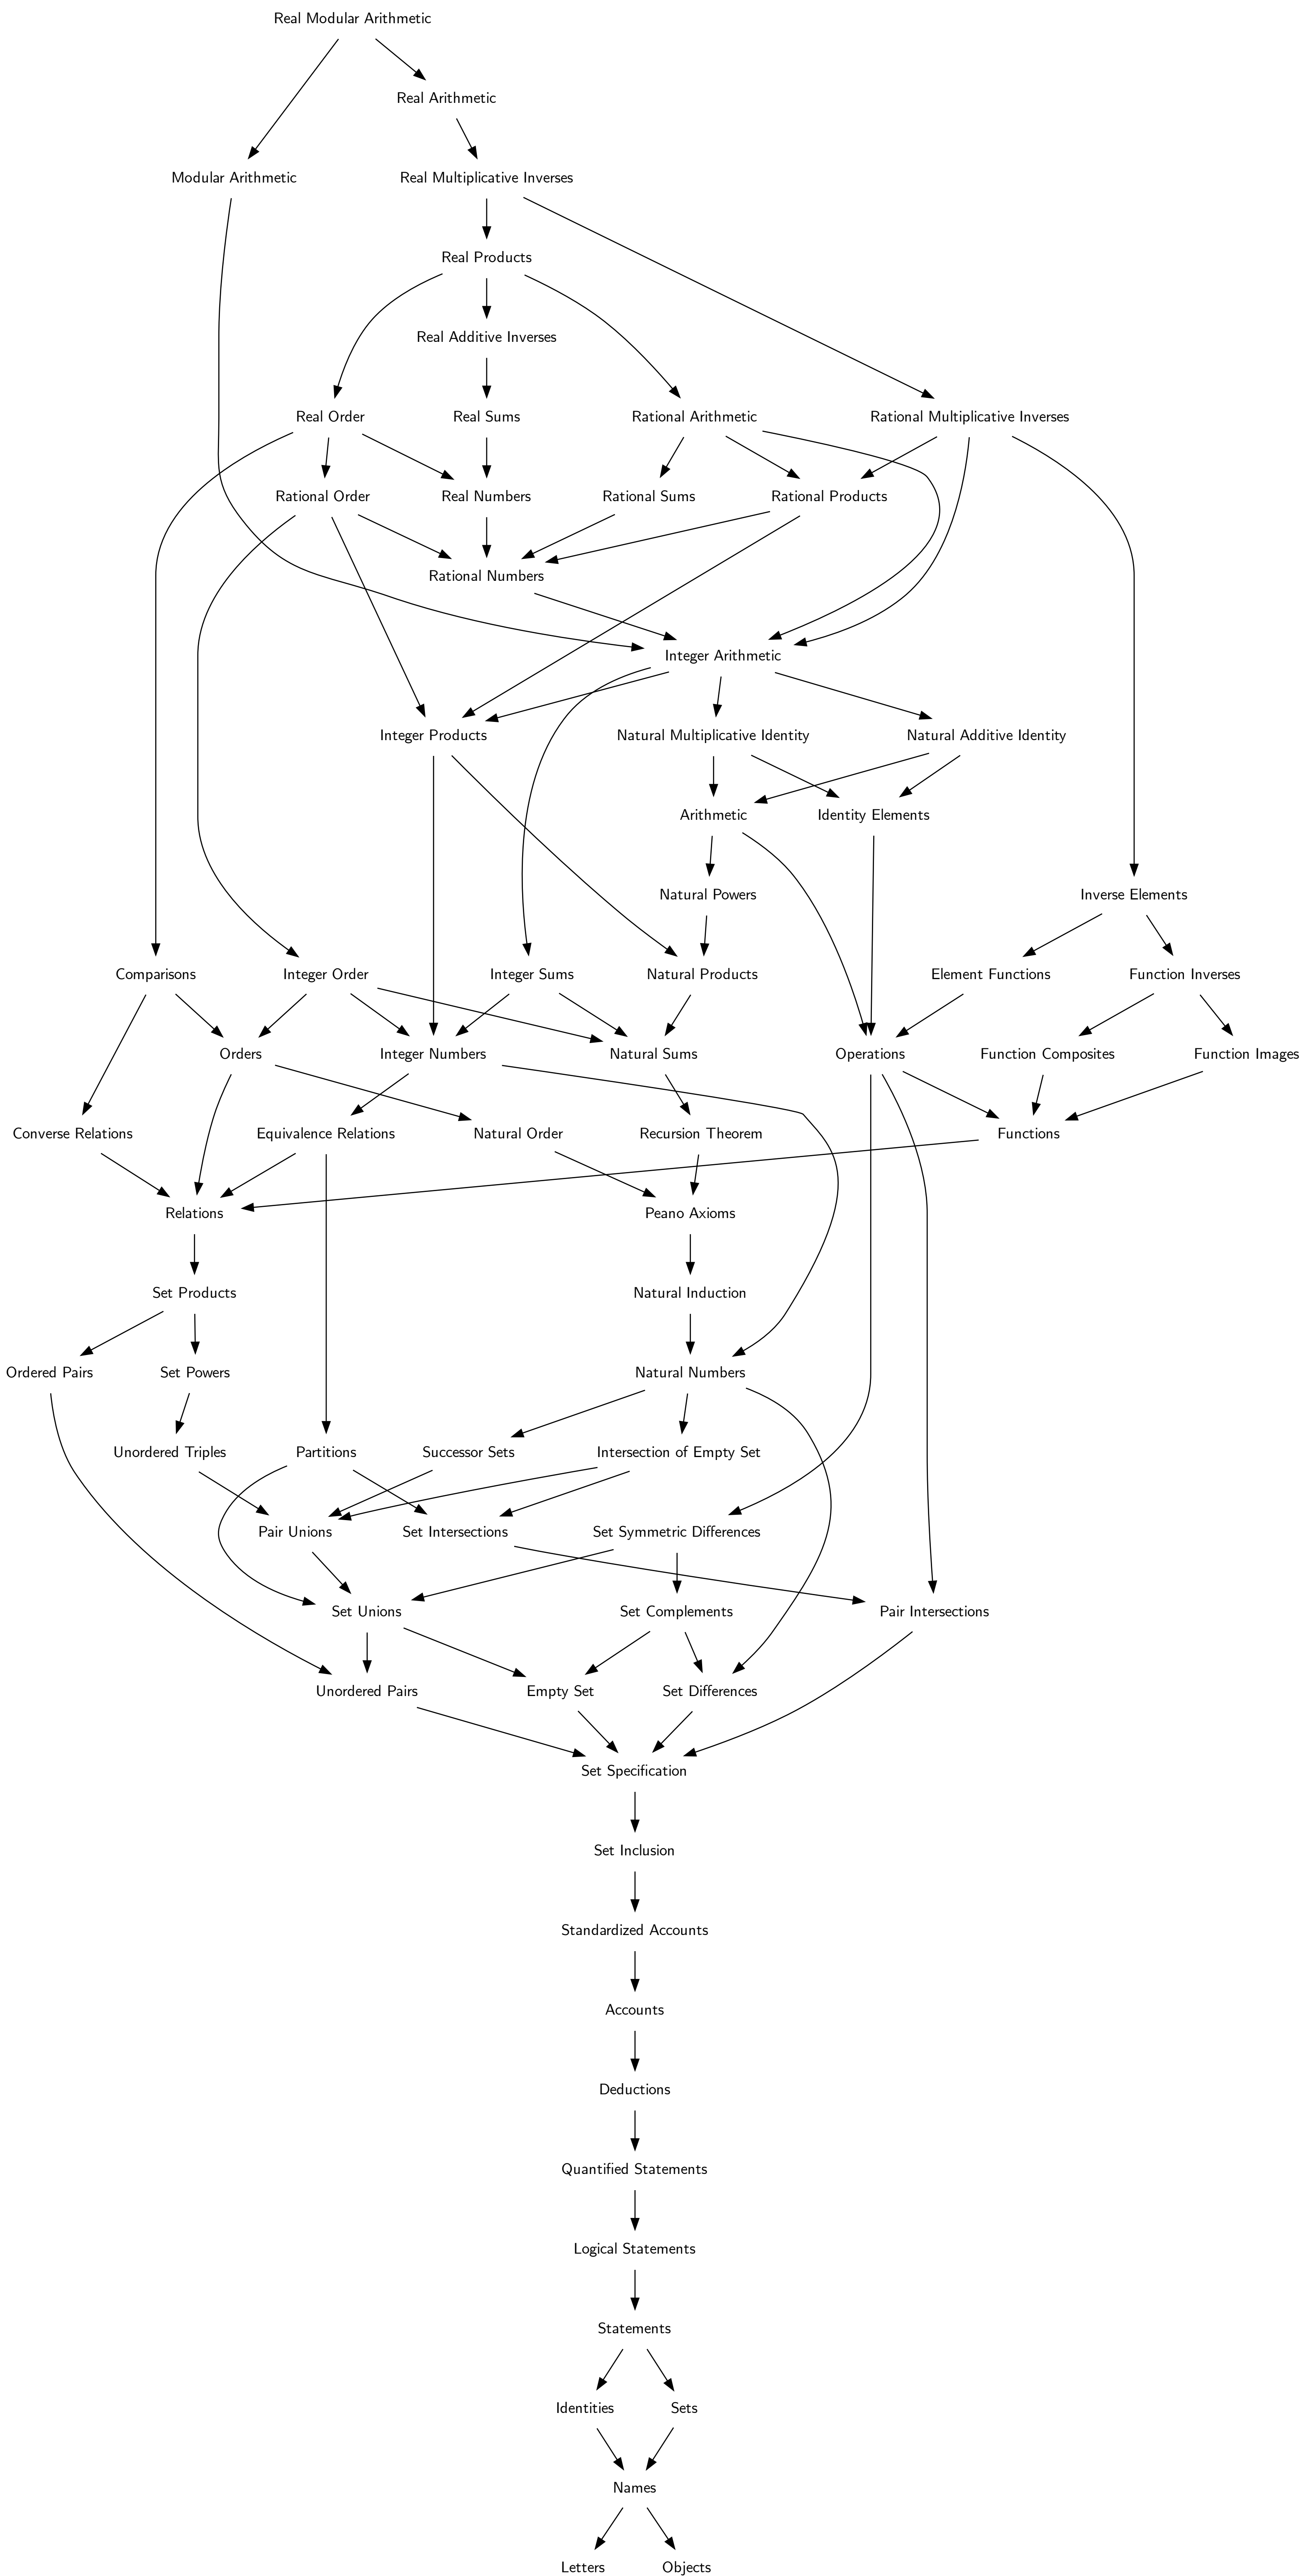 Real Modular Arithmetic
Real Arithmetic
Modular Arithmetic
Real Multiplicative Inverses
Real Products
Real Additive Inverses
Real Order
Real Sums
Rational Arithmetic
Rational Multiplicative Inverses
Rational Order
Real Numbers
Rational Sums
Rational Products
Rational Numbers
Integer Arithmetic
Integer Products
Natural Multiplicative Identity
Natural Additive Identity
Arithmetic
Identity Elements
Natural Powers
Inverse Elements
Comparisons
Integer Order
Integer Sums
Natural Products
Element Functions
Function Inverses
Orders
Integer Numbers
Natural Sums
Operations
Function Composites
Function Images
Converse Relations
Equivalence Relations
Natural Order
Recursion Theorem
Functions
Relations
Peano Axioms
Set Products
Natural Induction
Ordered Pairs
Set Powers
Natural Numbers
Unordered Triples
Partitions
Successor Sets
Intersection of Empty Set
Pair Unions
Set Intersections
Set Symmetric Differences
Set Unions
Set Complements
Pair Intersections
Unordered Pairs
Empty Set
Set Differences
Set Specification
Set Inclusion
Standardized Accounts
Accounts
Deductions
Quantified Statements
Logical Statements
Statements
Identities
Sets
Names
Letters
Objects